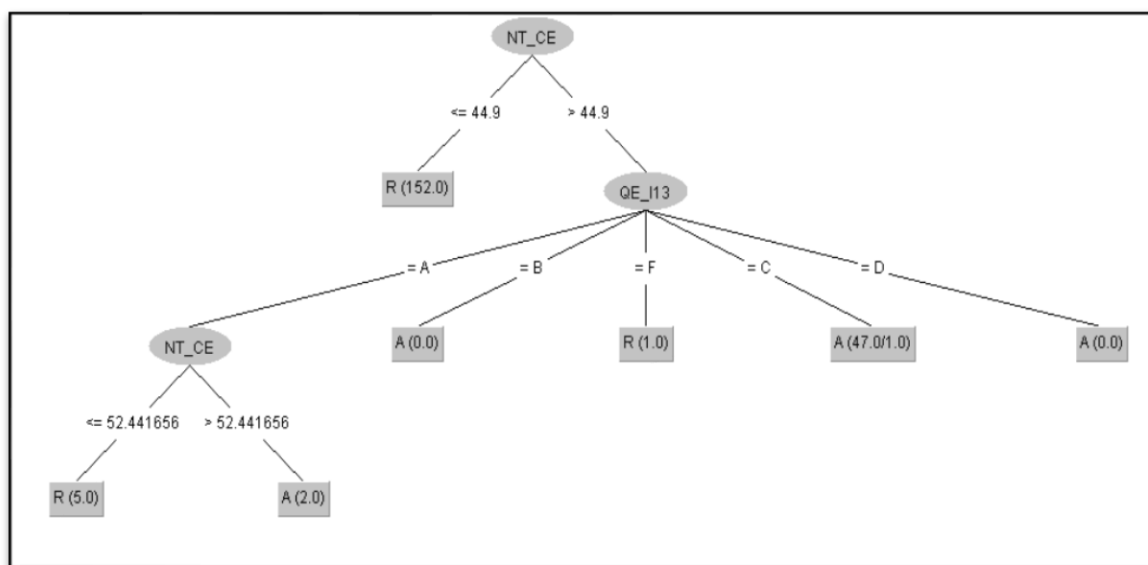 NT_CE
<= 44.9 > 44.9
R (152.0) QE_I13
= A = B = F = C = D
NT_CE A (0.0) R (1.0) A (47.0/1.0) A (0.0)
<= 52.441656 > 52.441656
R (5.0) A (2.0)